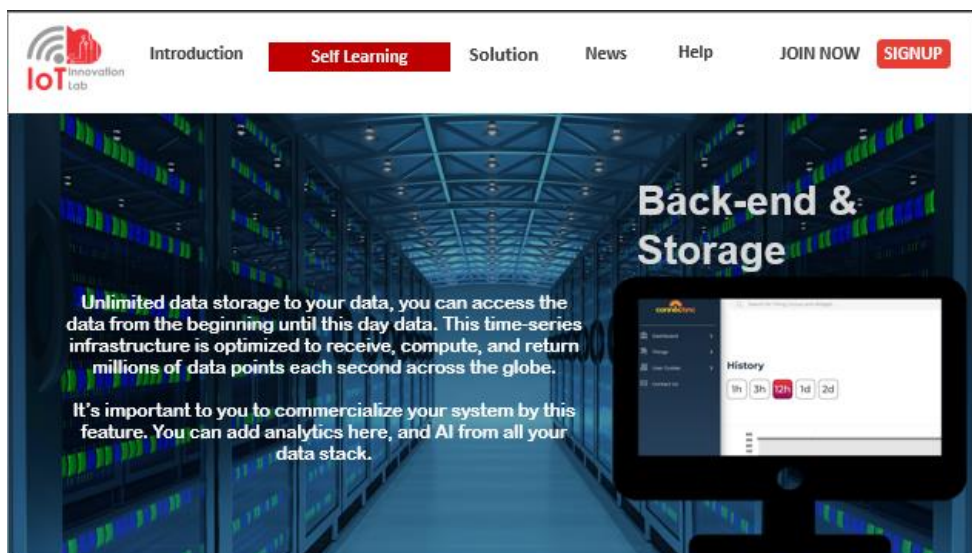 IoT Innovation Lab
Introduction
Self Learning
Solution
News
Help
JOIN NOW
SIGNUP
Back-end &
Storage
Unlimited data storage to your data, you can access the
data from the beginning until this day data. This time-series
infrastructure is optimized to receive, compute, and return
millions of data points each second across the globe.
It's important to you to commercialize your system by this
feature. You can add analytics here, and AI from all your
data stack.
Dashboard
Things
Contact Us
History
1h 3h 12h 1d 2d